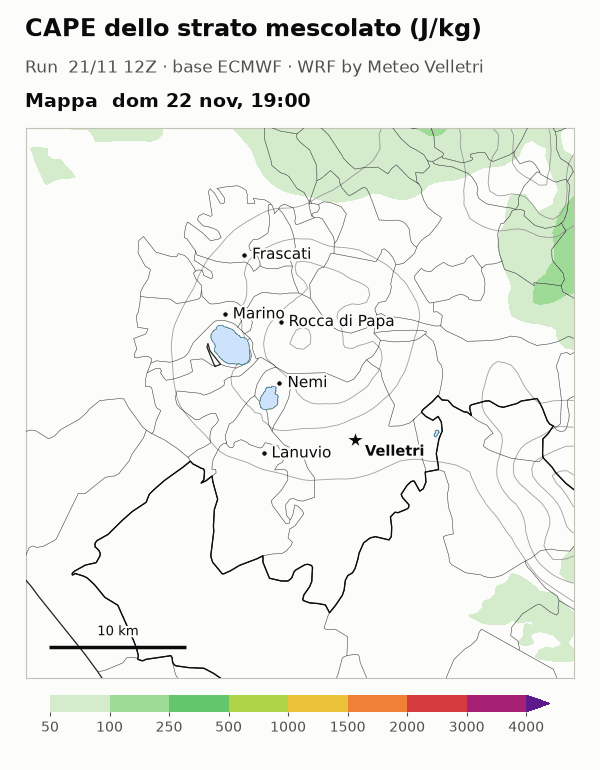 CAPE dello strato mescolato (J/kg)
Run  21/11 12Z · base ECMWF · WRF by Meteo Velletri
Mappa  dom 22 nov, 19:00
Frascati
Marino
Rocca di Papa
Nemi
Velletri
Lanuvio
10 km
50 100 250 500 1000 1500 2000 3000 4000